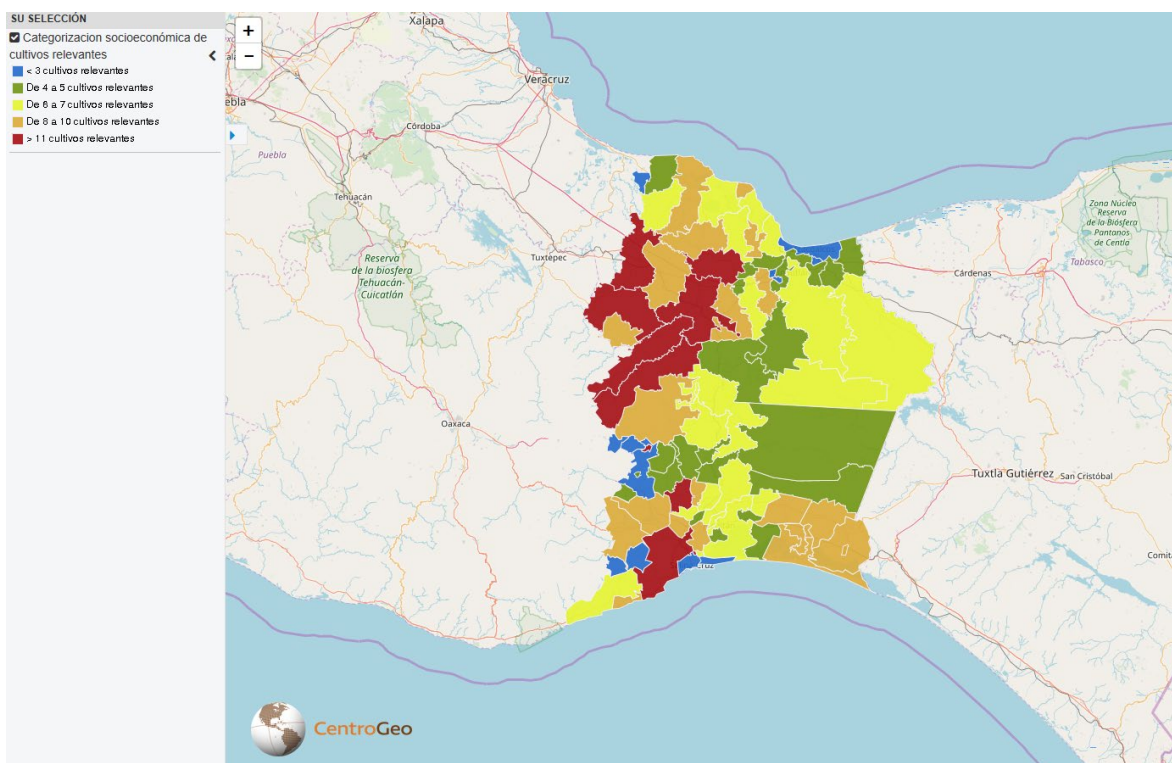 SU SELECCIÓN
Categorizacion socioeconómica de
cultivos relevantes
< 3 cultivos relevantes
De 4 a 5 cultivos relevantes
De 6 a 7 cultivos relevantes
De 8 a 10 cultivos relevantes
> 11 cultivos relevantes
+
−
Xalapa
Veracruz
Córdoba
Puebla
Tehuacán
Reserva
de la biosfera
Tehuacán-
Cuicatlán
Tuxtepec
Oaxaca
Zona Núcleo
Reserva
de la Biósfera
Pantanos
de Centla
Tabasco
Cárdenas
Tuxtla Gutiérrez
San Cristóbal
CentroGeo